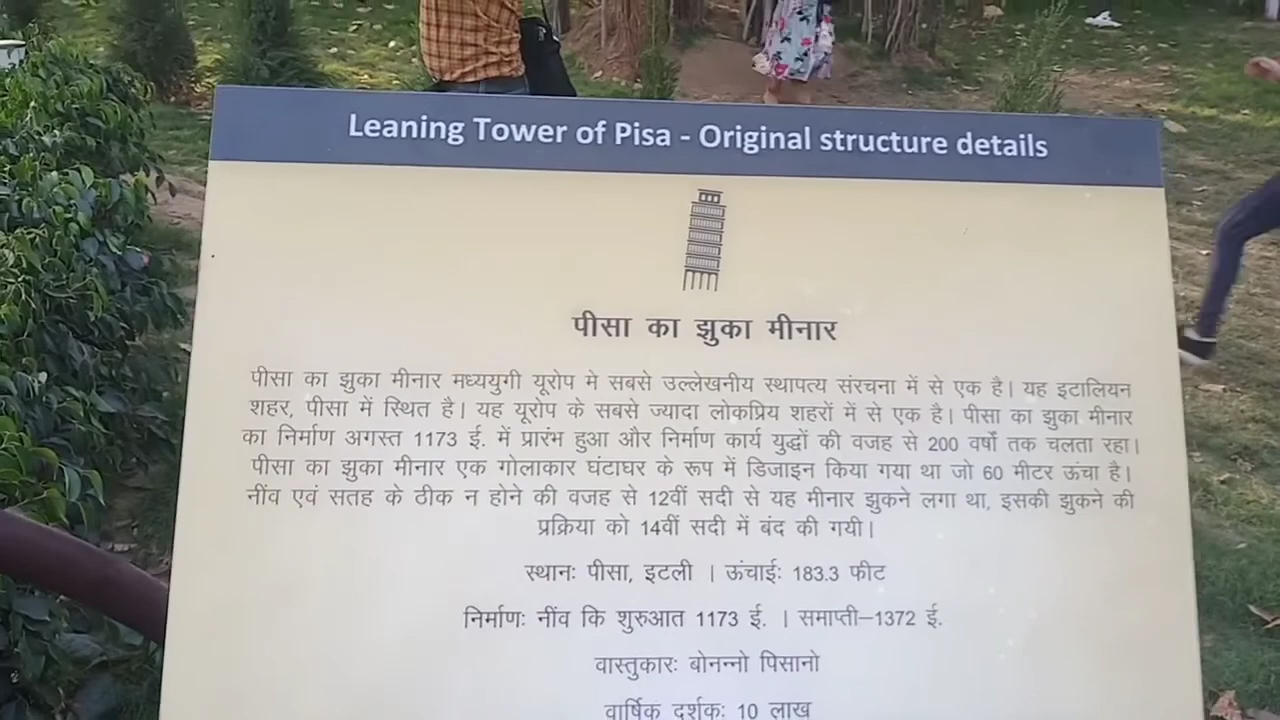 Leaning Tower of Pisa - Original structure details
पीसा का झुका मीनार
पीसा का झुका मीनार मध्ययुगी यूरोप मे सबसे उल्लेखनीय स्थापत्य संरचना में से एक है। यह इटालियन
शहर, पीसा में स्थित है। यह यूरोप के सबसे ज्यादा लोकप्रिय शहरों में से एक है। पीसा का झुका मीनार
का निर्माण अगस्त 1173 ई. में प्रारंभ हुआ और निर्माण कार्य युद्धों की वजह से 200 वर्षों तक चलता रहा।
पीसा का झुका मीनार एक गोलाकार घंटाघर के रूप में डिजाइन किया गया था जो 60 मीटर ऊंचा है।
नींव एवं सतह के ठीक न होने की वजह से 12वीं सदी से यह मीनार झुकने लगा था, इसकी झुकने की
प्रक्रिया को 14वीं सदी में बंद की गयी।
स्थानः पीसा, इटली । ऊंचाईः 183.3 फीट
निर्माणः नींव कि शुरुआत 1173 ई. । समाप्ती–1372 ई.
वास्तुकारः बोनन्नो पिसानो
वार्षिक दर्शकः 10 लाख